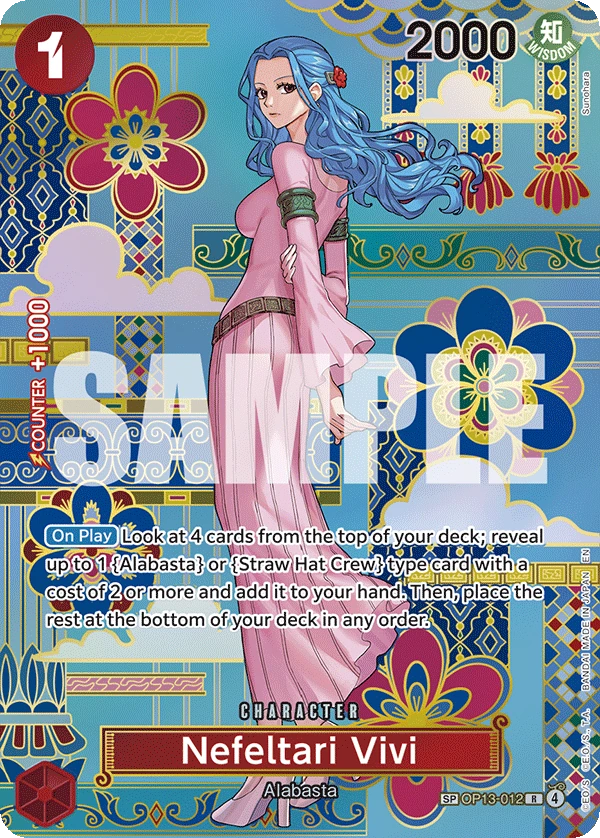 1
2000
知
WISDOM
Sunohara
COUNTER +1000
SAMPLE
On Play Look at 4 cards from the top of your deck; reveal
up to 1 {Alabasta} or {Straw Hat Crew} type card with a
cost of 2 or more and add it to your hand. Then, place the
rest at the bottom of your deck in any order.
CHARACTER
Nefeltari Vivi
Alabasta
SP OP13-012 R 4
©EO/S ©EO/S., T.A. BANDAI MADE IN JAPAN EN